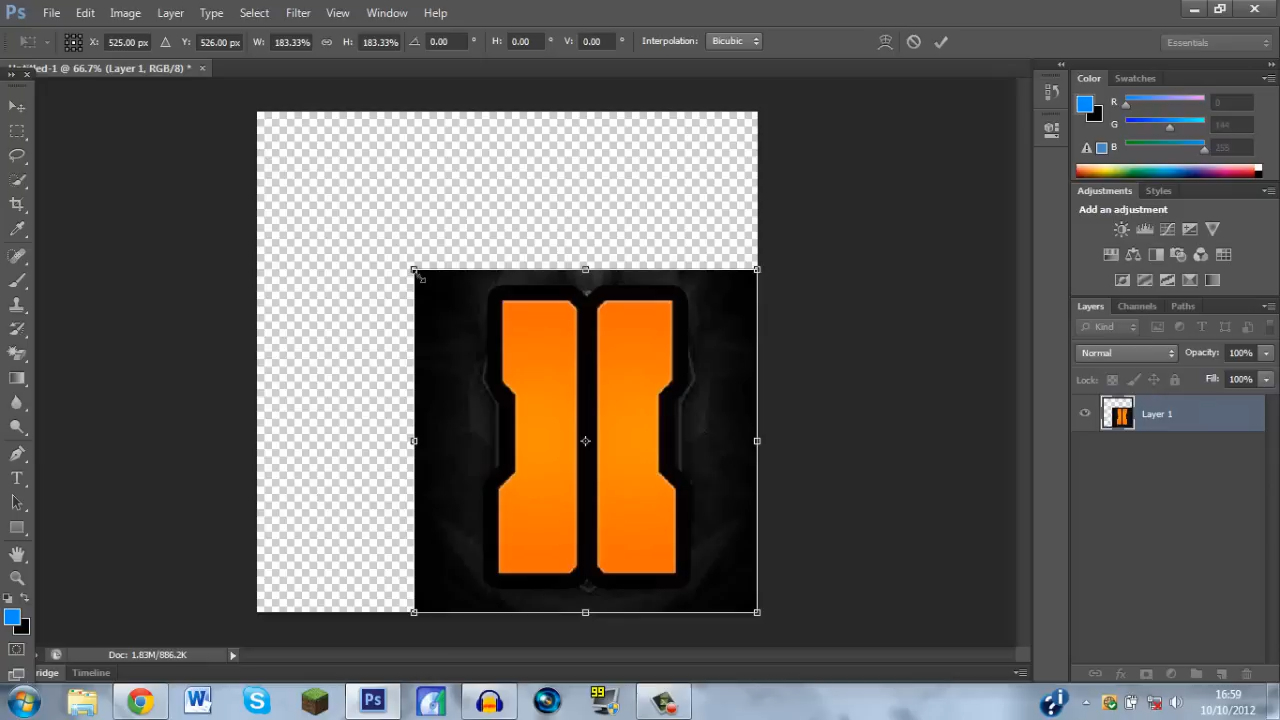 Ps File Edit Image Layer Type Select Filter View Window Help
X: 525.00 px Y: 526.00 px W: 183.33% H: 183.33% 0.00 ° H: 0.00 ° V: 0.00 ° Interpolation: Bicubic Essentials
Untitled-1 @ 66.7% (Layer 1, RGB/8) * ×
Color Swatches
R 0
G 144
B 255
Adjustments Styles
Add an adjustment
Layers Channels Paths
Kind
Normal Opacity: 100%
Lock: Fill: 100%
Layer 1
T
Doc: 1.83M/886.2K
ridge Timeline
W S Ps 99
16:59
10/10/2012